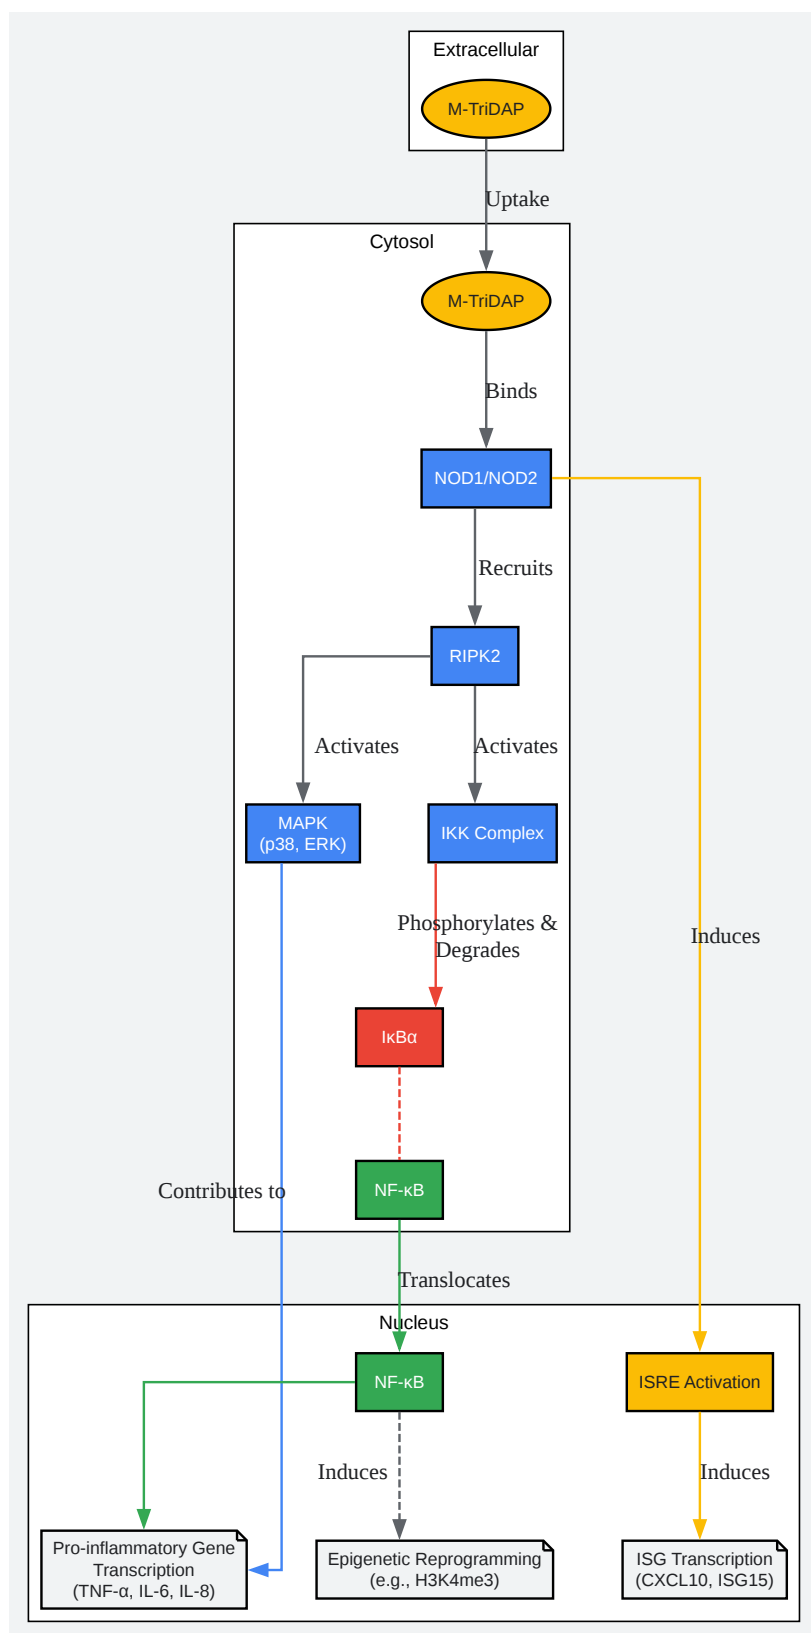 Extracellular
M-TriDAP
Uptake
Cytosol
M-TriDAP
Binds
NOD1/NOD2
Recruits
RIPK2
Activates
Activates
MAPK
(p38, ERK)
IKK Complex
Phosphorylates &
Degrades
Induces
IκBα
NF-κB
Contributes to
Translocates
Nucleus
NF-κB
ISRE Activation
Induces
Induces
Pro-inflammatory Gene
Transcription
(TNF-α, IL-6, IL-8)
Epigenetic Reprogramming
(e.g., H3K4me3)
ISG Transcription
(CXCL10, ISG15)